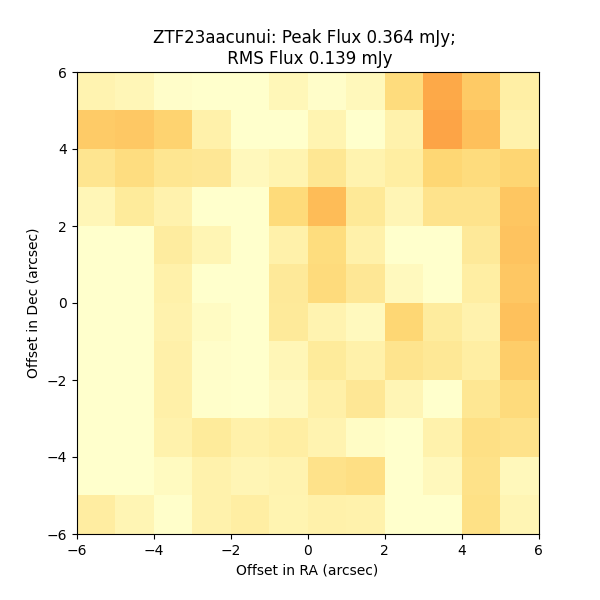 ZTF23aacunui: Peak Flux 0.364 mJy;
RMS Flux 0.139 mJy
6
4
2
0
−2
−4
−6
Offset in Dec (arcsec)
−6 −4 −2 0 2 4 6
Offset in RA (arcsec)